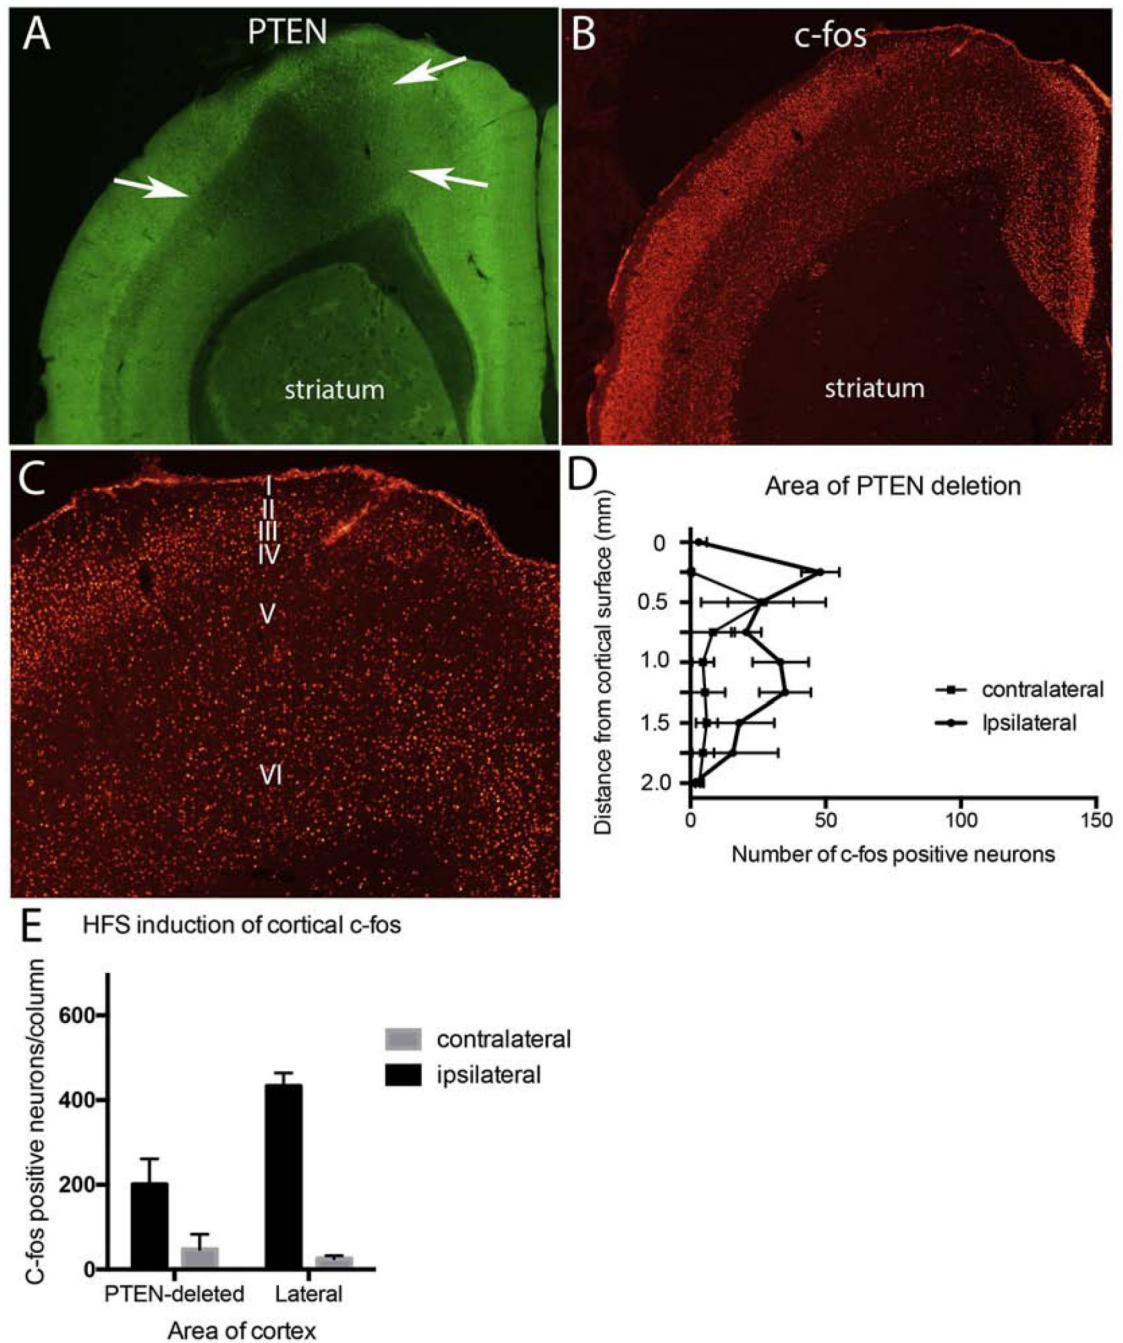 A
PTEN
striatum
B
c-fos
striatum
C
I
II
III
IV
V
VI
D
Area of PTEN deletion
Distance from cortical surface (mm)
0
0.5
1.0
1.5
2.0
contralateral
Ipsilateral
0 50 100 150
Number of c-fos positive neurons
E
HFS induction of cortical c-fos
C-fos positive neurons/column
600
400
200
0
contralateral
ipsilateral
PTEN-deleted Lateral
Area of cortex